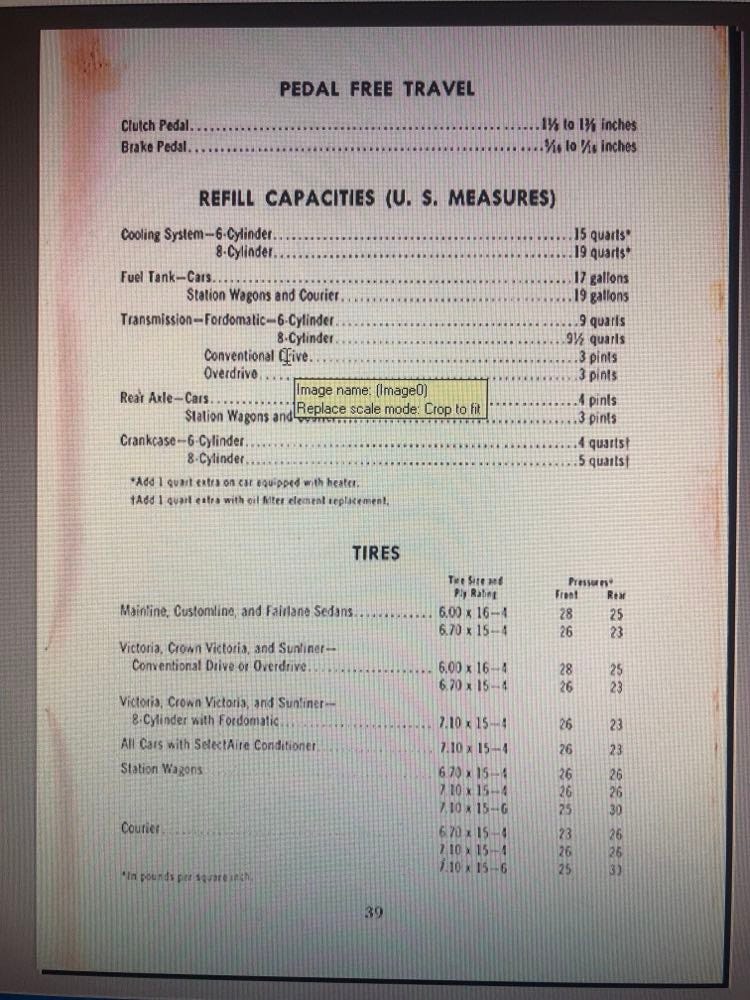 PEDAL FREE TRAVEL
Clutch Pedal...............1⅛ to 1⅜ inches
Brake Pedal...............to inches
REFILL CAPACITIES (U. S. MEASURES)
Cooling System—6-Cylinder...............15 quarts*
8-Cylinder...............19 quarts*
Fuel Tank—Cars...............17 gallons
Station Wagons and Courier...............19 gallons
Transmission—Fordomatic—6-Cylinder...............9 quarts
8-Cylinder...............9½ quarts
Conventional Drive...............3 pints
Overdrive...............3 pints
Image name: (Image0)
Replace scale mode: Crop to fit
Rear Axle—Cars...............4 pints
Station Wagons and ...............3 pints
Crankcase—6-Cylinder...............4 quarts†
8-Cylinder...............5 quarts†
*Add 1 quart extra on car equipped with heater.
†Add 1 quart extra with oil filter element replacement.
TIRES
Tire Size and Pressures*
Ply Rating Front Rear
Mainline, Customline, and Fairlane Sedans............ 6.00 x 16—4 28 25
6.70 x 15—4 26 23
Victoria, Crown Victoria, and Sunliner—
Conventional Drive or Overdrive............ 6.00 x 16—4 28 25
6.70 x 15—4 26 23
Victoria, Crown Victoria, and Sunliner—
8-Cylinder with Fordomatic............ 7.10 x 15—4 26 23
All Cars with SelectAire Conditioner............ 7.10 x 15—4 26 23
Station Wagons............ 6.70 x 15—4 26 26
7.10 x 15—4 26 26
7.10 x 15—6 25 30
Courier............ 6.70 x 15—4 23 26
7.10 x 15—4 26 26
7.10 x 15—6 25 30
*In pounds per square inch.
39